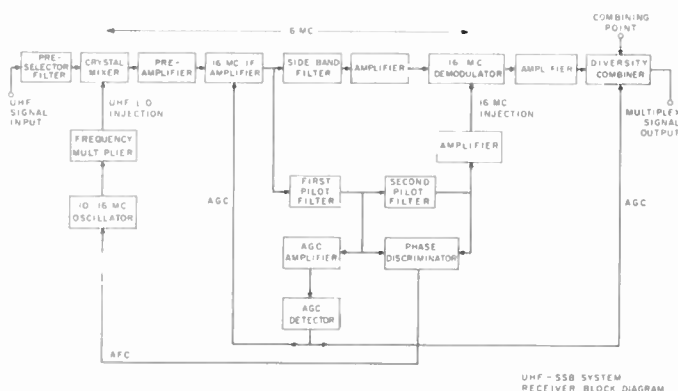 6 MC
COMBINING
POINT
PRE-
SELECTOR
FILTER
CRYSTAL
MIXER
PRE-
AMPLIFIER
16 MC IF
AMPLIFIER
SIDE BAND
FILTER
AMPLIFIER
16 MC
DEMODULATOR
AMPLIFIER
DIVERSITY
COMBINER
UHF
SIGNAL
INPUT
UHF LO
INJECTION
16 MC
INJECTION
MULTIPLEX
SIGNAL
OUTPUT
FREQUENCY
MULTIPLIER
AMPLIFIER
10-16 MC
OSCILLATOR
AGC
FIRST
PILOT
FILTER
SECOND
PILOT
FILTER
AGC
AGC
AMPLIFIER
PHASE
DISCRIMINATOR
AGC
DETECTOR
AFC
UHF-SSB SYSTEM
RECEIVER BLOCK DIAGRAM